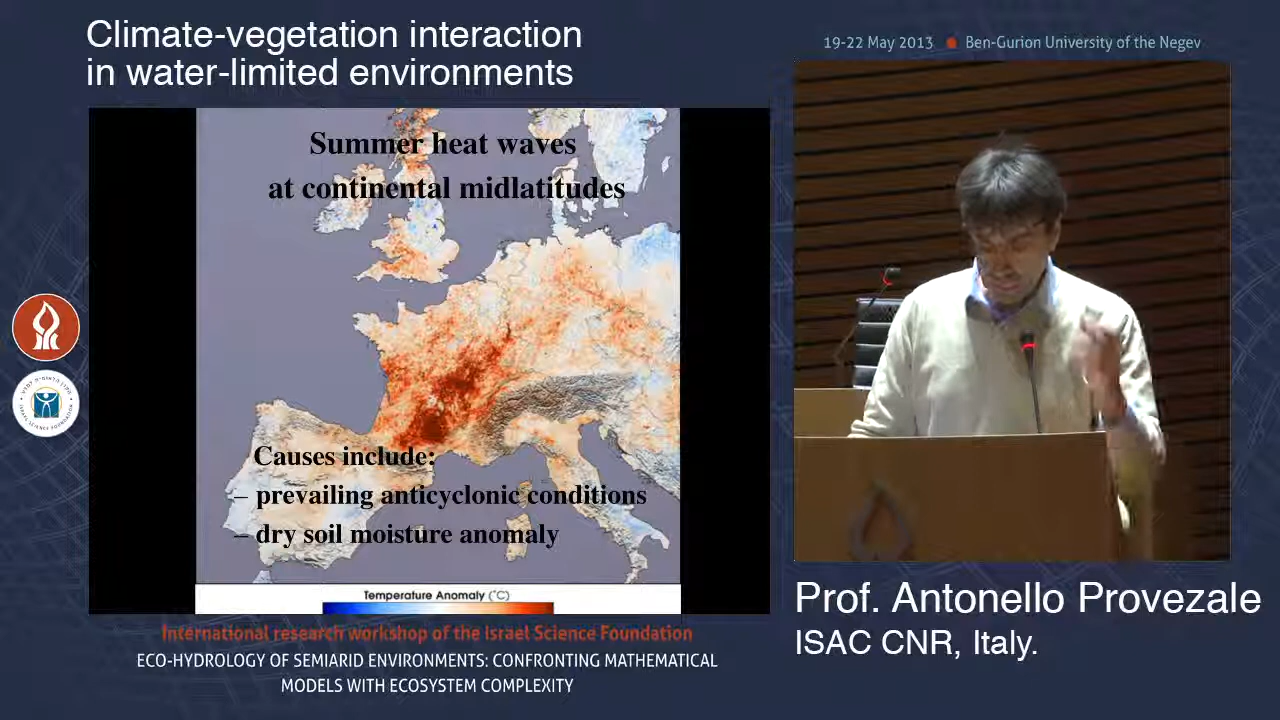 Climate-vegetation interaction
in water-limited environments
19-22 May 2013 Ben-Gurion University of the Negev
Summer heat waves
at continental midlatitudes
Causes include:
– prevailing anticyclonic conditions
– dry soil moisture anomaly
Temperature Anomaly (°C)
Prof. Antonello Provezale
ISAC CNR, Italy.
International research workshop of the Israel Science Foundation
ECO-HYDROLOGY OF SEMIARID ENVIRONMENTS: CONFRONTING MATHEMATICAL
MODELS WITH ECOSYSTEM COMPLEXITY